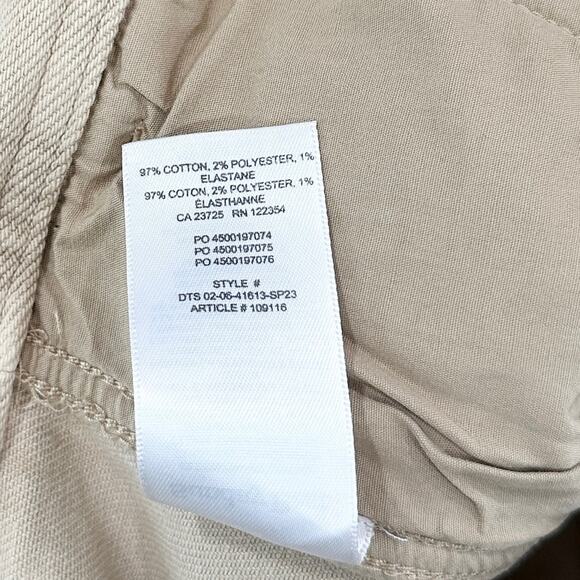 97% COTTON, 2% POLYESTER, 1%
ELASTANE
97% COTON, 2% POLYESTER, 1%
ÉLASTHANNE
CA 23725 RN 122354
PO 4500197074
PO 4500197075
PO 4500197076
STYLE #
DTS 02-06-41613-SP23
ARTICLE # 109116